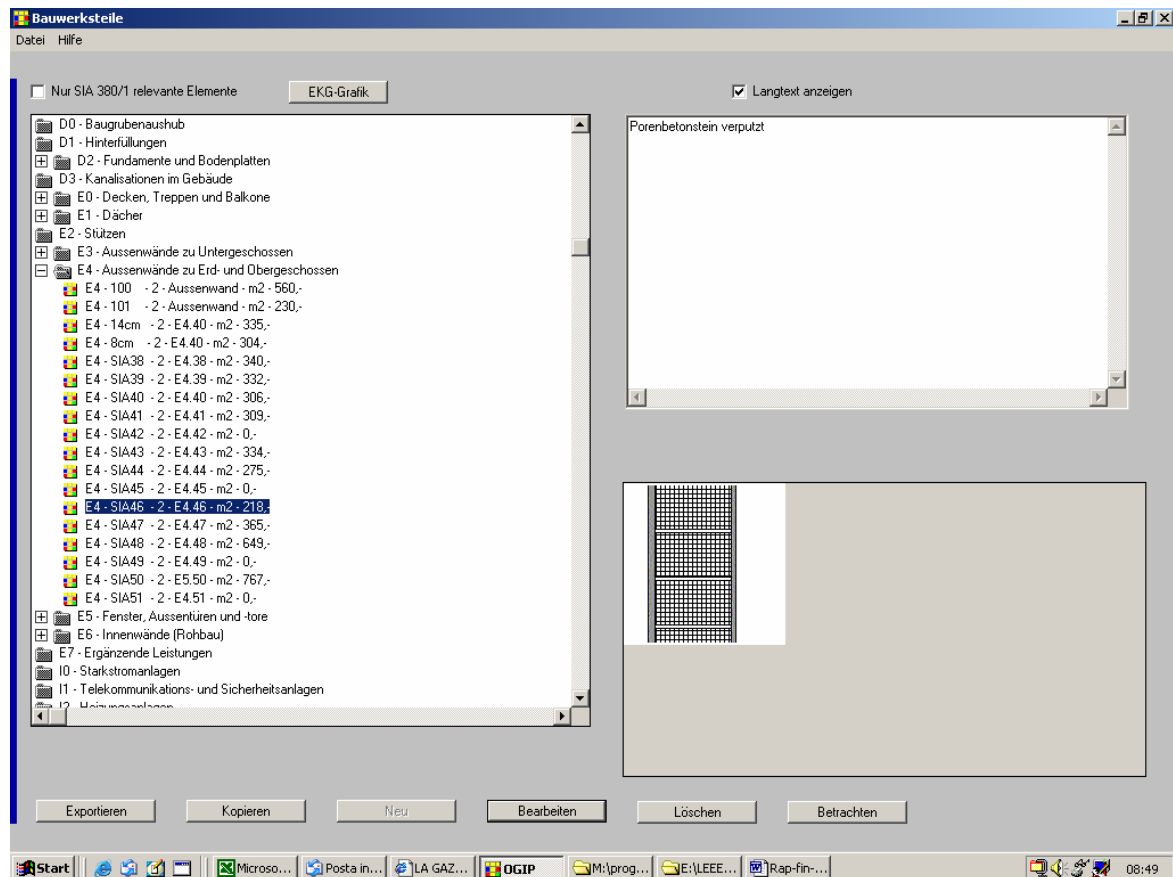 Bauwerksteile
Datei Hilfe
Nur SIA 380/1 relevante Elemente
EKG-Grafik
Langtext anzeigen
D0 - Baugrubenaushub
D1 - Hinterfüllungen
D2 - Fundamente und Bodenplatten
D3 - Kanalisationen im Gebäude
E0 - Decken, Treppen und Balkone
E1 - Dächer
E2 - Stützen
E3 - Aussenwände zu Untergeschossen
E4 - Aussenwände zu Erd- und Obergeschossen
E4 - 100 - 2 - Aussenwand - m2 - 560,-
E4 - 101 - 2 - Aussenwand - m2 - 230,-
E4 - 14cm - 2 - E4.40 - m2 - 335,-
E4 - 8cm - 2 - E4.40 - m2 - 304,-
E4 - SIA38 - 2 - E4.38 - m2 - 340,-
E4 - SIA39 - 2 - E4.39 - m2 - 332,-
E4 - SIA40 - 2 - E4.40 - m2 - 306,-
E4 - SIA41 - 2 - E4.41 - m2 - 309,-
E4 - SIA42 - 2 - E4.42 - m2 - 0,-
E4 - SIA43 - 2 - E4.43 - m2 - 334,-
E4 - SIA44 - 2 - E4.44 - m2 - 275,-
E4 - SIA45 - 2 - E4.45 - m2 - 0,-
E4 - SIA46 - 2 - E4.46 - m2 - 218,-
E4 - SIA47 - 2 - E4.47 - m2 - 365,-
E4 - SIA48 - 2 - E4.48 - m2 - 649,-
E4 - SIA49 - 2 - E4.49 - m2 - 0,-
E4 - SIA50 - 2 - E5.50 - m2 - 767,-
E4 - SIA51 - 2 - E4.51 - m2 - 0,-
E5 - Fenster, Aussentüren und -tore
E6 - Innenwände (Rohbau)
E7 - Ergänzende Leistungen
I0 - Starkstromanlagen
I1 - Telekommunikations- und Sicherheitsanlagen
I2 - Heizungsanlagen
Porenbetonstein verputzt
Exportieren
Kopieren
Neu
Bearbeiten
Löschen
Betrachten
Start
Microso...
Posta in...
LA GAZ...
OGIP
M:\prog...
E:\LEEE...
Rap-fin-...
08:49